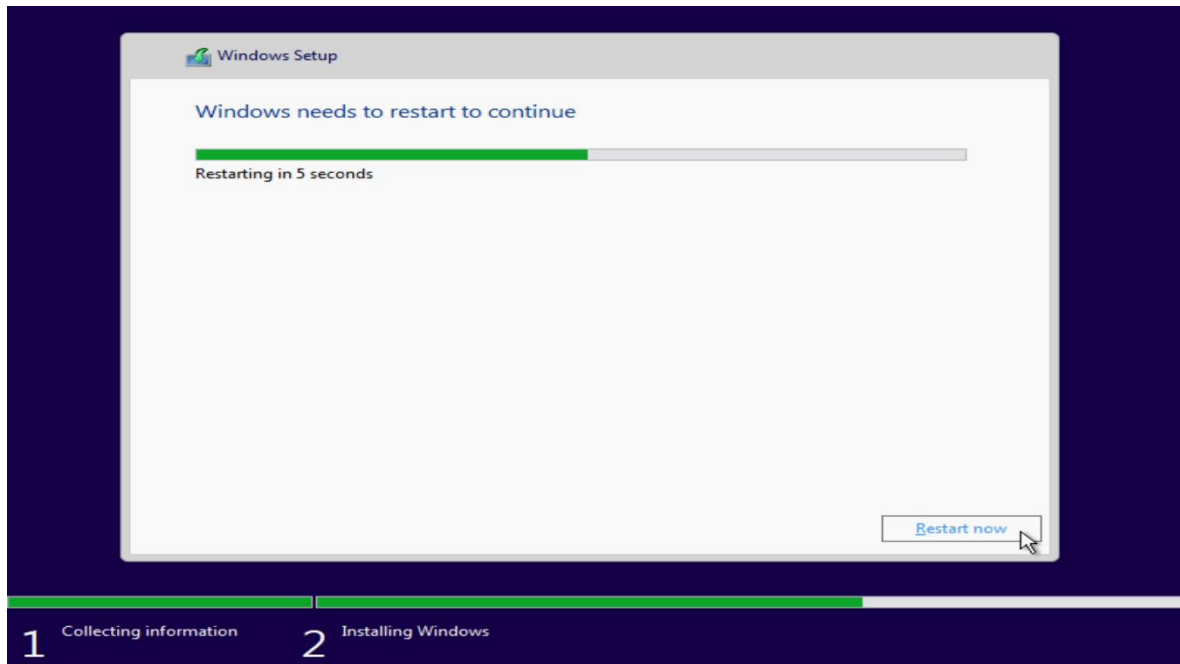 Windows Setup
Windows needs to restart to continue
Restarting in 5 seconds
Restart now
1 Collecting information 2 Installing Windows